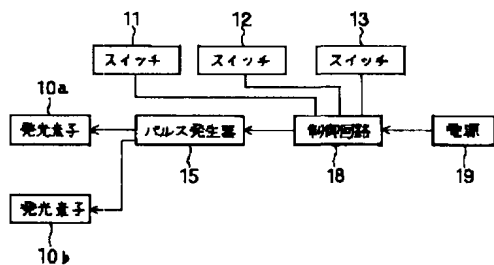 11
12
13
スイッチ
スイッチ
スイッチ
10a
発光素子
パルス発生器
制御回路
電源
15
18
19
発光素子
10b